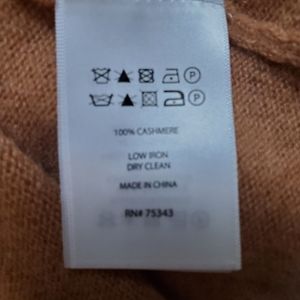 P
P
100% CASHMERE
LOW IRON
DRY CLEAN
MADE IN CHINA
RN# 75343